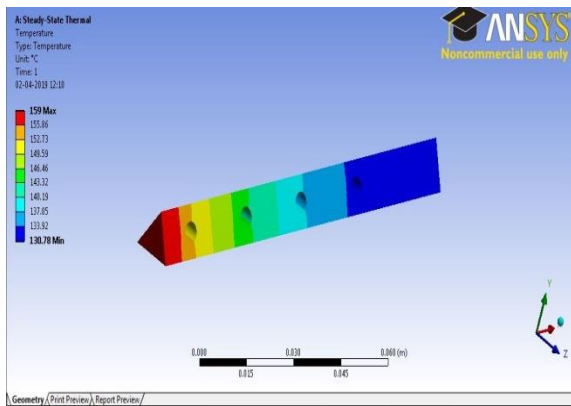 A: Steady-State Thermal
Temperature
Type: Temperature
Unit: °C
Time: 1
02-04-2019 12:10
159 Max
155.86
152.73
149.59
146.46
143.32
140.19
137.05
133.92
130.78 Min
ANSYS
Noncommercial use only
Y
Z
0.000
0.030
0.060 (m)
0.015
0.045
Geometry
Print Preview
Report Preview